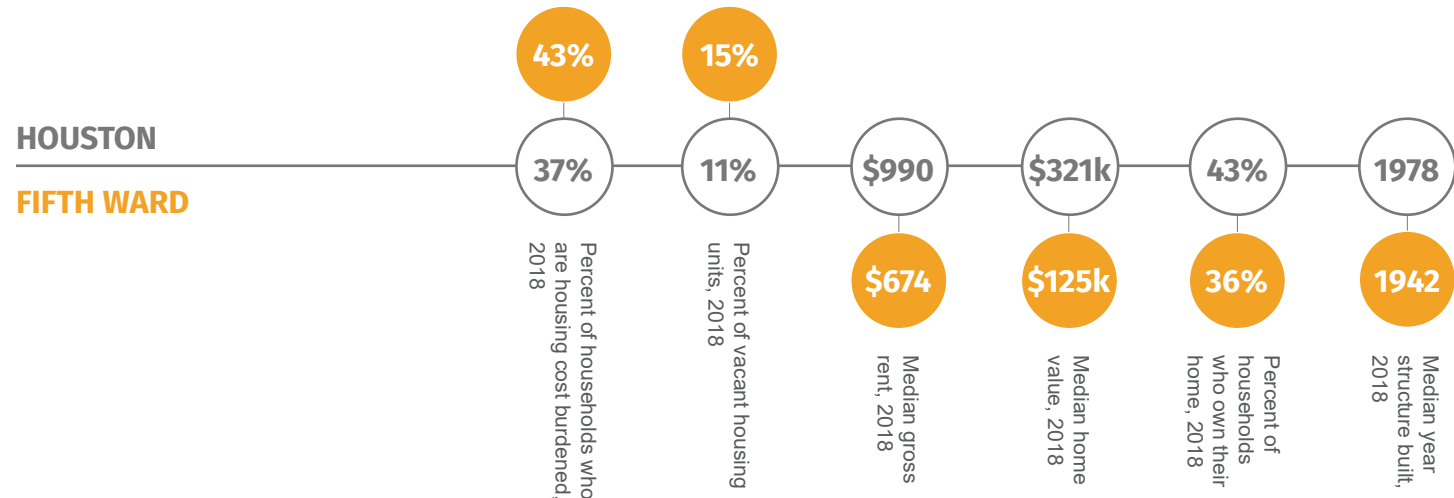 43%
15%
HOUSTON
37%
11%
$990
$321k
43%
1978
FIFTH WARD
$674
$125k
36%
1942
Percent of households who
are housing cost burdened,
2018
Percent of vacant housing
units, 2018
Median gross
rent, 2018
Median home
value, 2018
Percent of
households
who own their
home, 2018
Median year
structure built,
2018